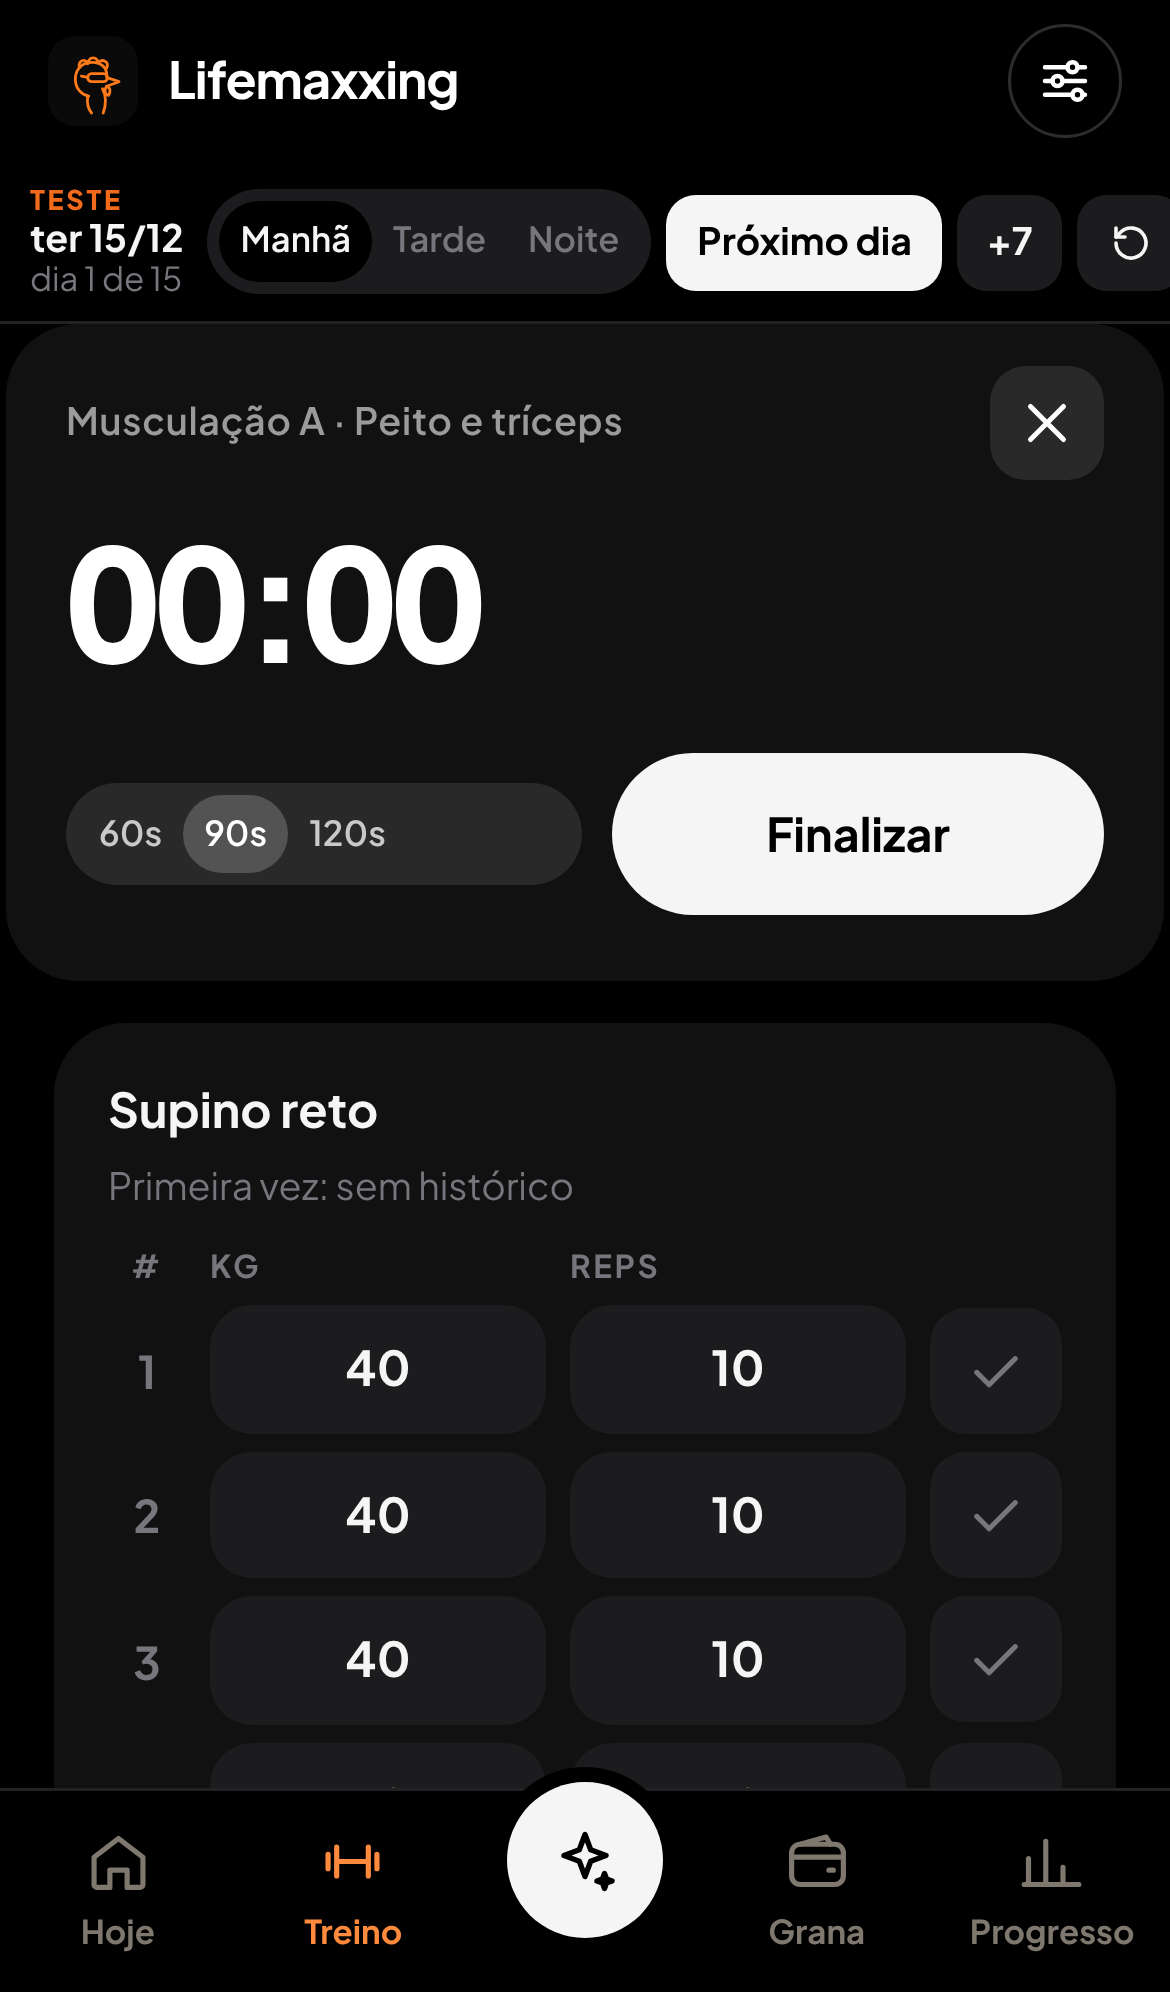 Lifemaxxing
TESTE
ter 15/12
dia 1 de 15
Manhã Tarde Noite
Próximo dia
+7
Musculação A · Peito e tríceps
00:00
60s 90s 120s
Finalizar
Supino reto
Primeira vez: sem histórico
# KG REPS
1 40 10
2 40 10
3 40 10
Hoje Treino Grana Progresso